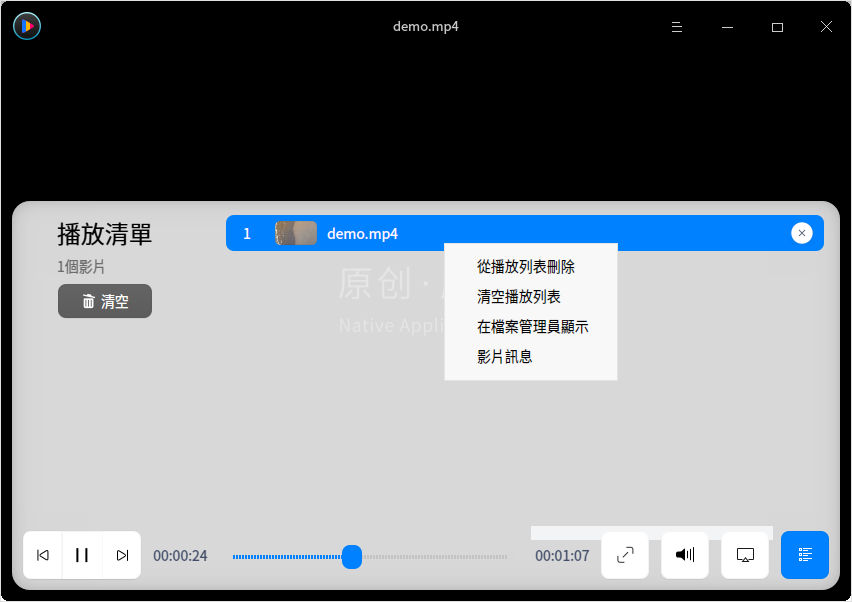 demo.mp4
播放清單
1個影片
清空
1
demo.mp4
原创 ·
Native Appli
從播放列表刪除
清空播放列表
在檔案管理員顯示
影片訊息
00:00:24
00:01:07